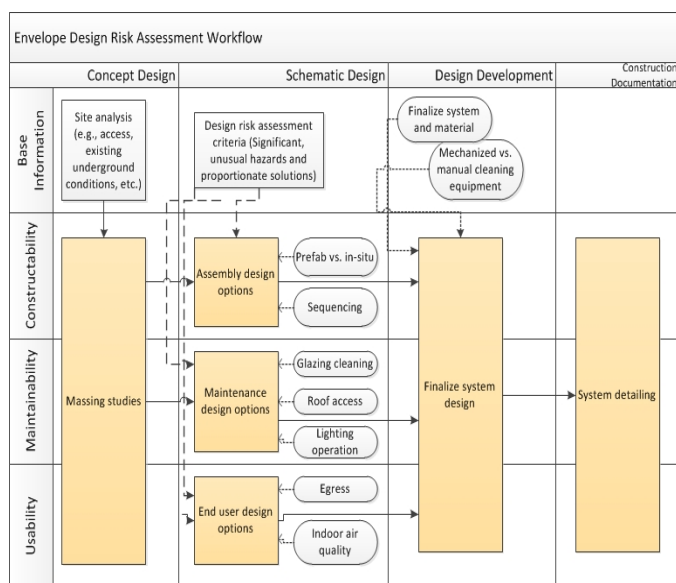 Envelope Design Risk Assessment Workflow
Concept Design
Schematic Design
Design Development
Construction
Documentation
Base
Information
Site analysis
(e.g., access,
existing
underground
conditions, etc.)
Design risk assessment
criteria (Significant,
unusual hazards and
proportionate solutions)
Finalize system
and material
Mechanized vs.
manual cleaning
equipment
Constructability
Massing studies
Assembly design
options
Prefab vs. in-situ
Sequencing
Finalize system
design
System detailing
Maintainability
Maintenance
design options
Glazing cleaning
Roof access
Lighting
operation
Usability
End user design
options
Egress
Indoor air
quality